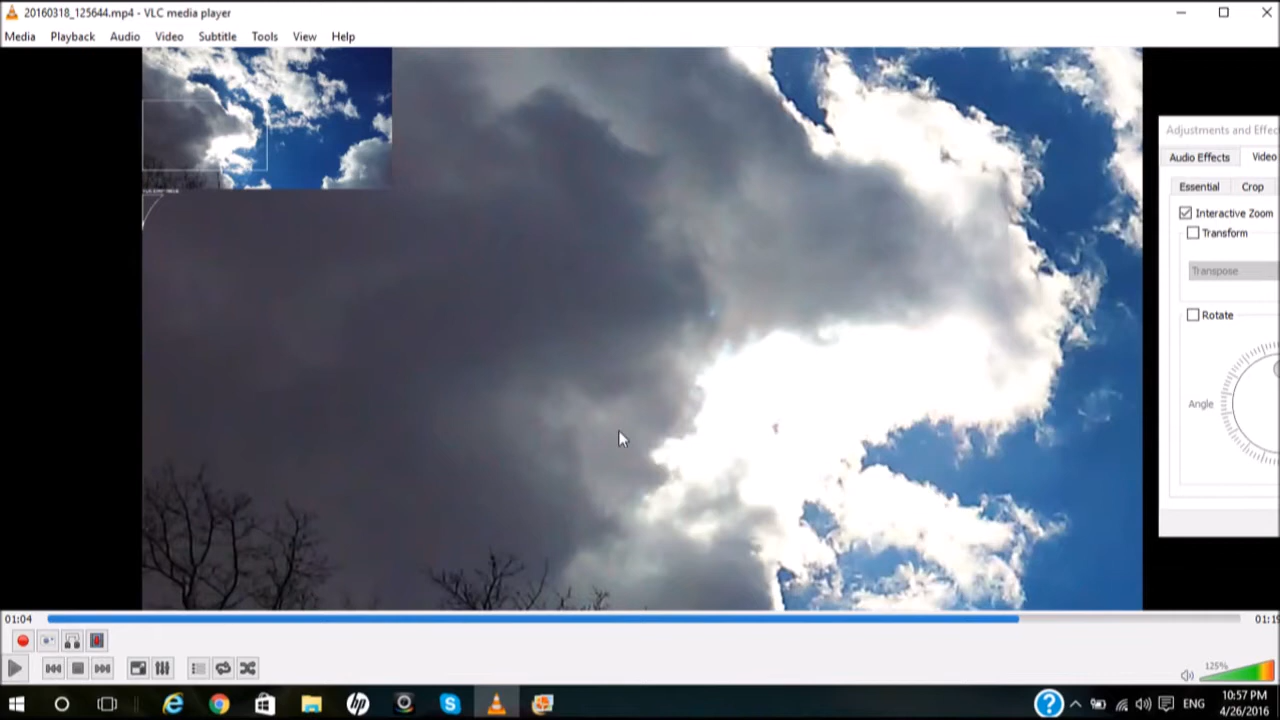 20160318_125644.mp4 - VLC media player
Media Playback Audio Video Subtitle Tools View Help
Adjustments and Effec
Audio Effects Video
Essential Crop
Interactive Zoom
Transform
Transpose
Rotate
Angle
01:04
01:19
125%
10:57 PM
ENG
4/26/2016